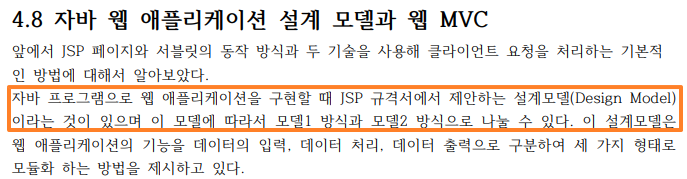 4.8 자바 웹 애플리케이션 설계 모델과 웹 MVC
앞에서 JSP 페이지와 서블릿의 동작 방식과 두 기술을 사용해 클라이언트 요청을 처리하는 기본적
인 방법에 대해서 알아보았다.
자바 프로그램으로 웹 애플리케이션을 구현할 때 JSP 규격서에서 제안하는 설계모델(Design Model)
이라는 것이 있으며 이 모델에 따라서 모델1 방식과 모델2 방식으로 나눌 수 있다. 이 설계모델은
웹 애플리케이션의 기능을 데이터의 입력, 데이터 처리, 데이터 출력으로 구분하여 세 가지 형태로
모듈화 하는 방법을 제시하고 있다.